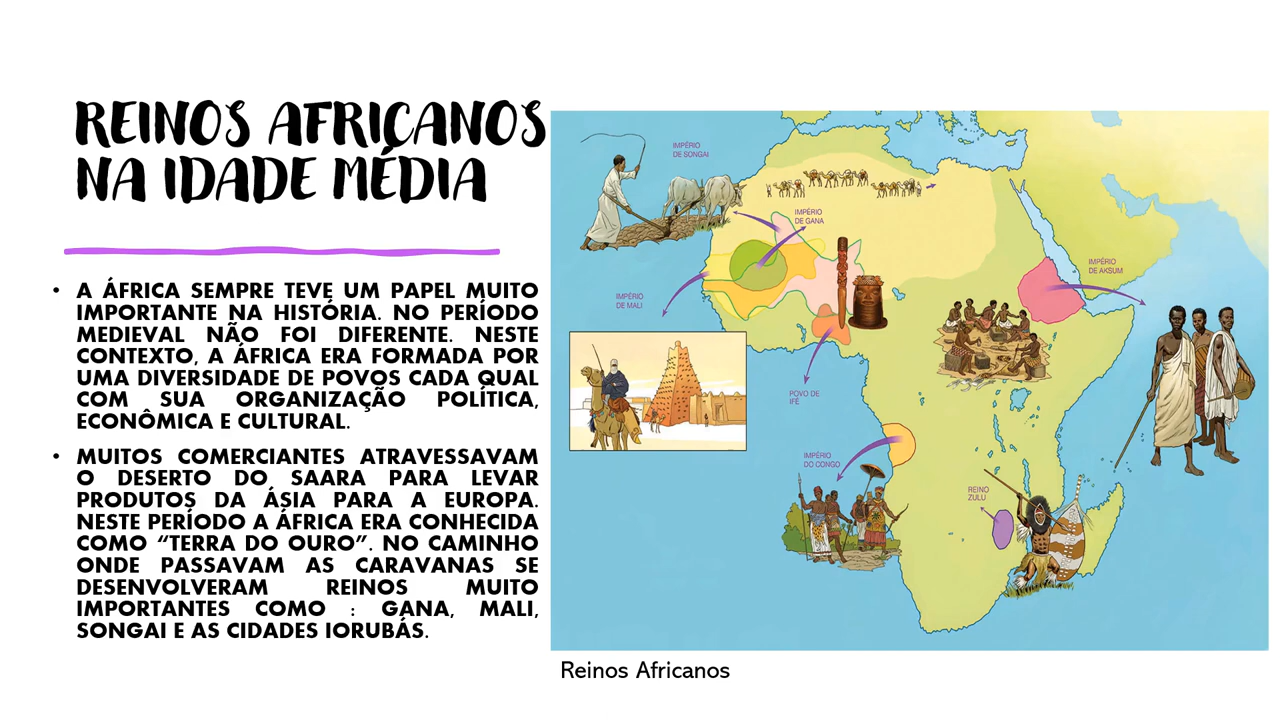 REINOS AFRICANOS
NA IDADE MÉDIA
• A ÁFRICA SEMPRE TEVE UM PAPEL MUITO
IMPORTANTE NA HISTÓRIA. NO PERÍODO
MEDIEVAL NÃO FOI DIFERENTE. NESTE
CONTEXTO, A ÁFRICA ERA FORMADA POR
UMA DIVERSIDADE DE POVOS CADA QUAL
COM SUA ORGANIZAÇÃO POLÍTICA,
ECONÔMICA E CULTURAL.
• MUITOS COMERCIANTES ATRAVESSAVAM
O DESERTO DO SAARA PARA LEVAR
PRODUTOS DA ÁSIA PARA A EUROPA.
NESTE PERÍODO A ÁFRICA ERA CONHECIDA
COMO “TERRA DO OURO”. NO CAMINHO
ONDE PASSAVAM AS CARAVANAS SE
DESENVOLVERAM REINOS MUITO
IMPORTANTES COMO : GANA, MALI,
SONGAI E AS CIDADES IORUBÁS.
IMPÉRIO
DE SONGAI
IMPÉRIO
DE GANA
IMPÉRIO
DE AKSUM
IMPÉRIO
DE MALI
POVO DE
IFÉ
IMPÉRIO
DO CONGO
REINO
ZULU
Reinos Africanos